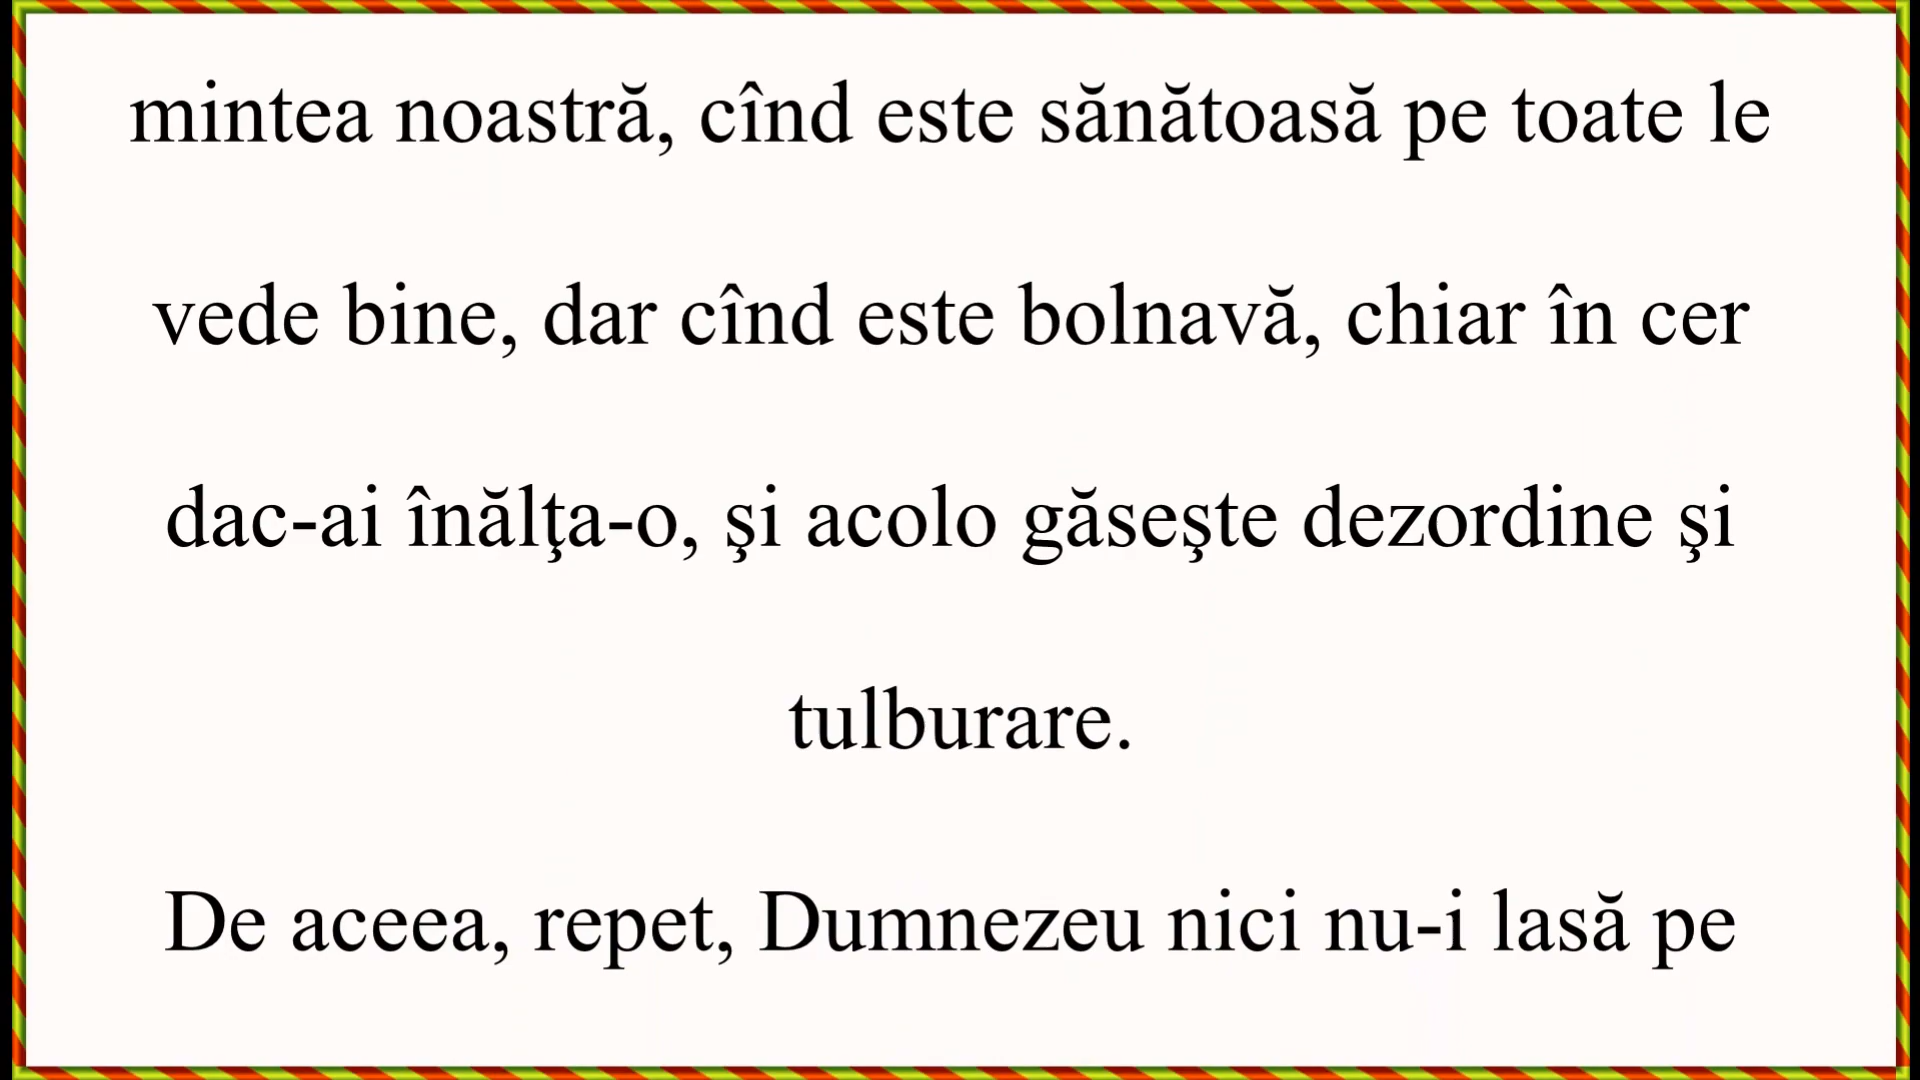 mintea noastră, cînd este sănătoasă pe toate le
vede bine, dar cînd este bolnavă, chiar în cer
dac-ai înălţa-o, şi acolo găseşte dezordine şi
tulburare.
De aceea, repet, Dumnezeu nici nu-i lasă pe